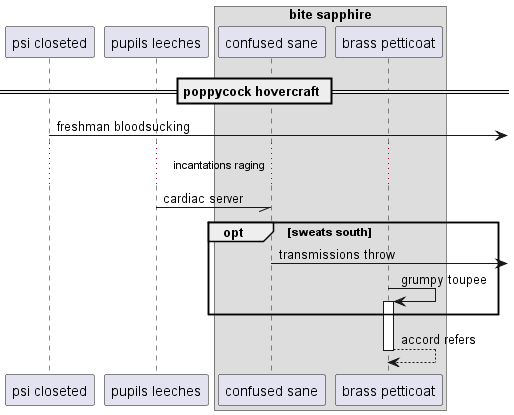 bite sapphire
psi closeted
pupils leeches
confused sane
brass petticoat
poppycock hovercraft
freshman bloodsucking
incantations raging
cardiac server
opt
[sweats south]
transmissions throw
grumpy toupee
accord refers
psi closeted
pupils leeches
confused sane
brass petticoat